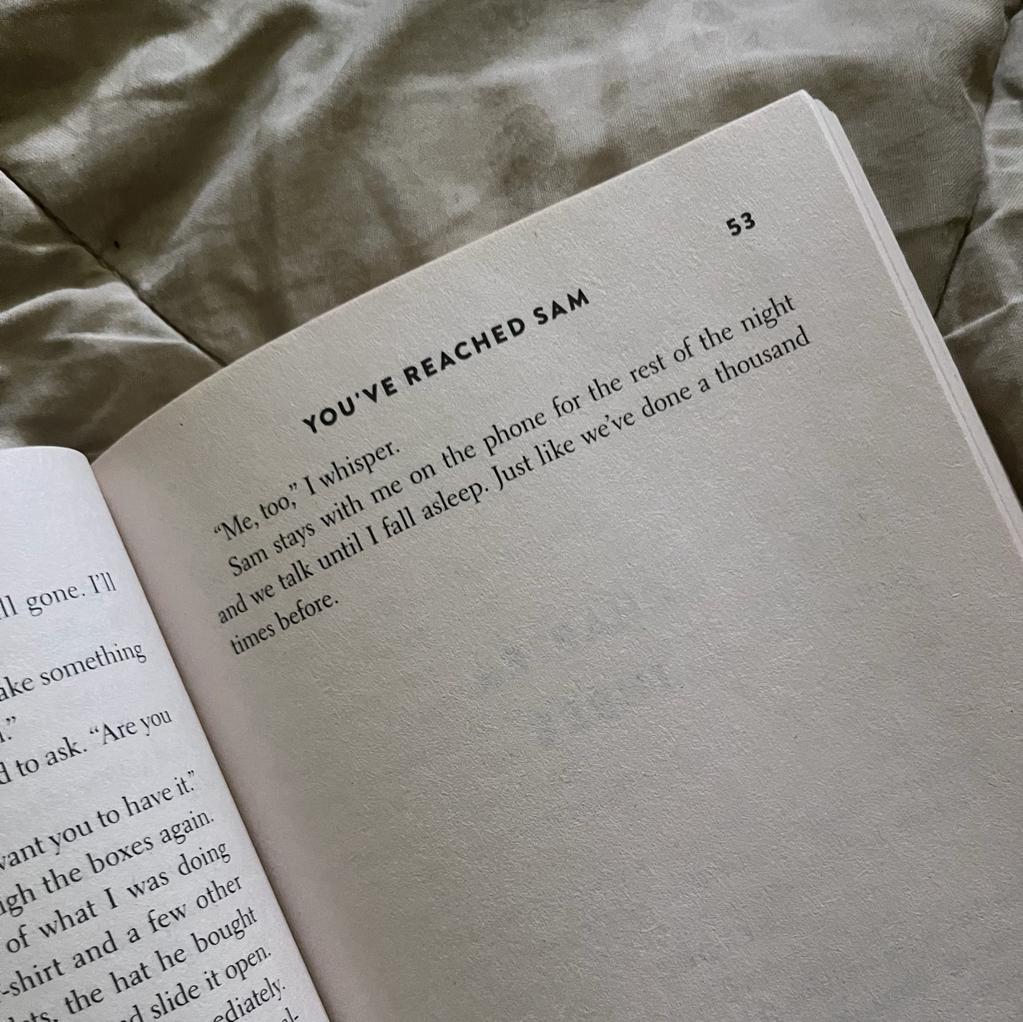 ll gone. I'll
ake something
."
d to ask. "Are you
want you to have it."
igh the boxes again.
of what I was doing
-shirt and a few other
ts, the hat he bought
nd slide it open.
ediately.
al-
53
YOU'VE REACHED SAM
"Me, too," I whisper.
Sam stays with me on the phone for the rest of the night
and we talk until I fall asleep. Just like we've done a thousand
times before.